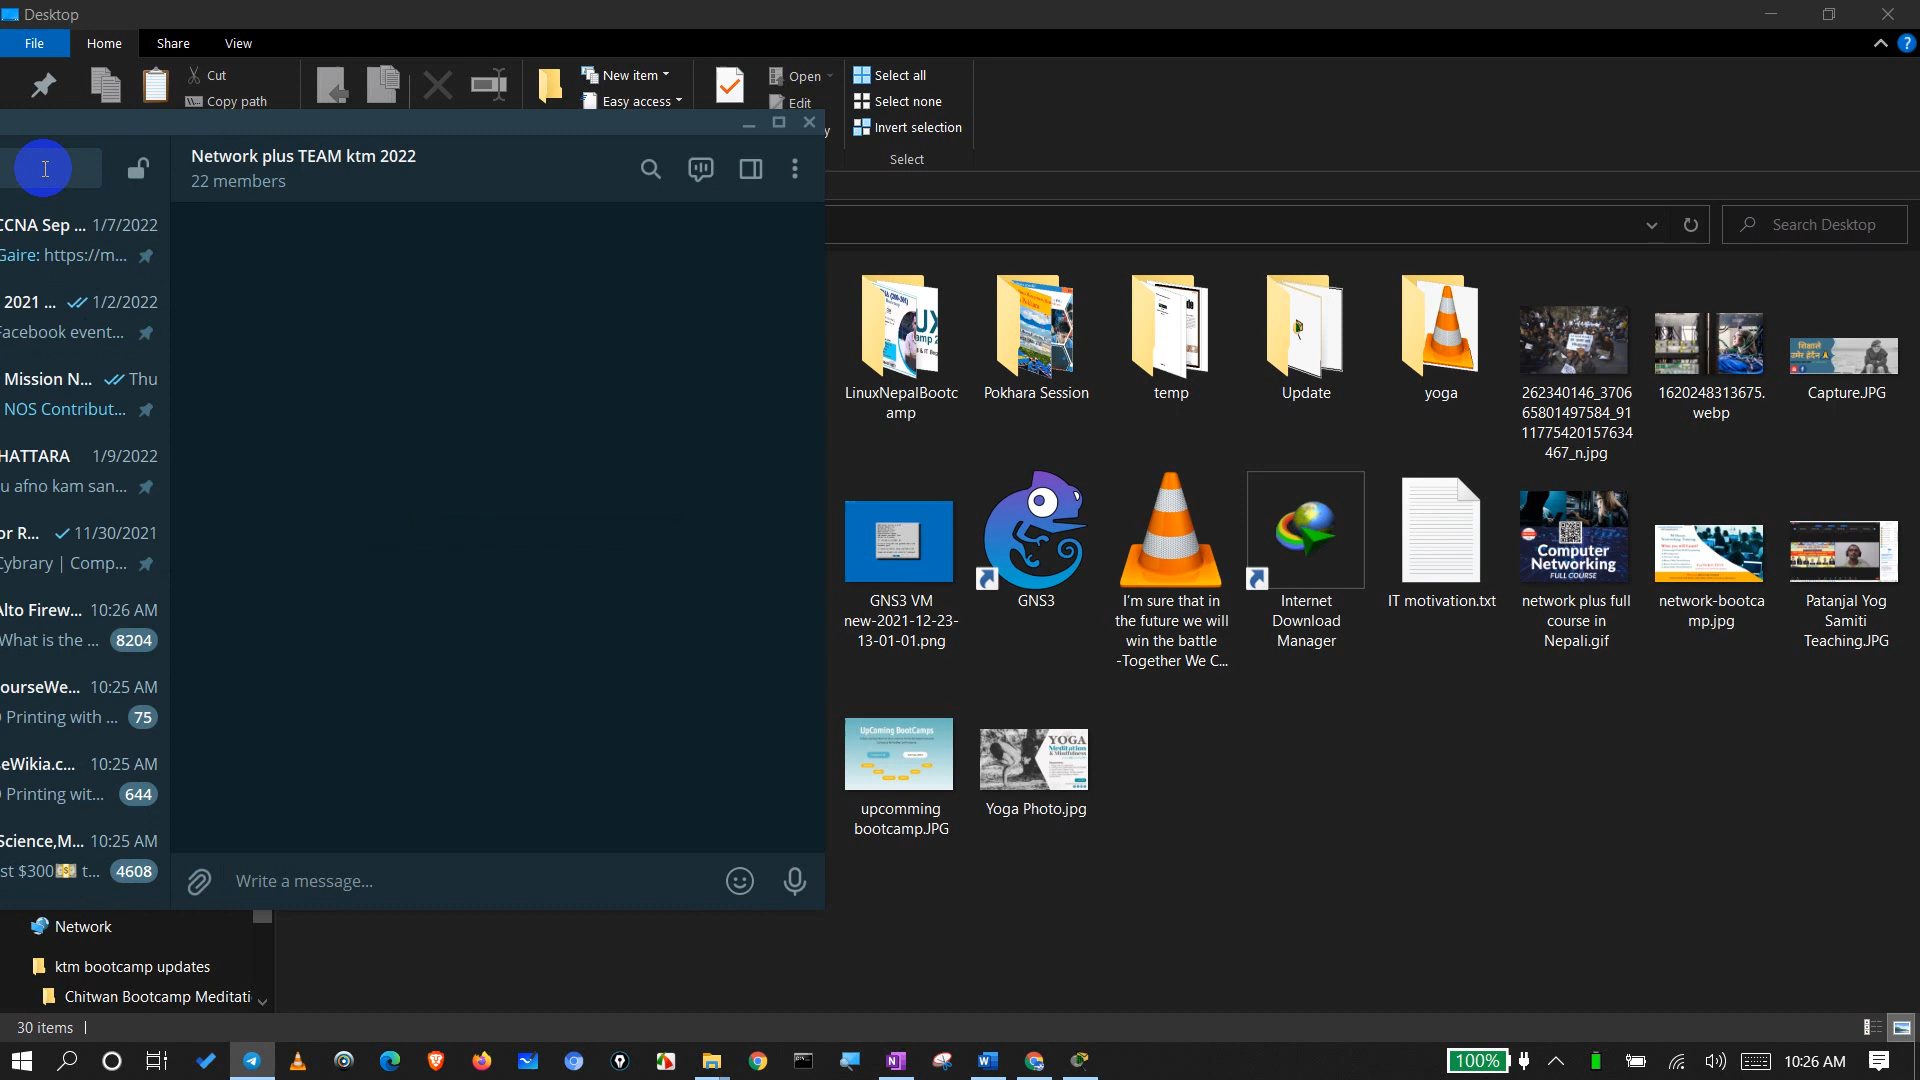 Desktop
File
Home
Share
View
Cut
Copy path
New item
Easy access
Open
Edit
y
Select all
Select none
Invert selection
Select
Network plus TEAM ktm 2022
22 members
CCNA Sep ... 1/7/2022
Gaire: https://m...
2021 ... 1/2/2022
Facebook event...
Mission N... Thu
NOS Contribut...
HATTARA 1/9/2022
u afno kam san...
or R... 11/30/2021
Cybrary | Comp...
Alto Firew... 10:26 AM
What is the ... 8204
ourseWe... 10:25 AM
Printing with ... 75
eWikia.c... 10:25 AM
Printing wit... 644
Science,M... 10:25 AM
st $300💵 t... 4608
Write a message...
Search Desktop
LinuxNepalBootc
amp
Pokhara Session
temp
Update
yoga
262340146_3706
65801497584_91
11775420157634
467_n.jpg
1620248313675.
webp
Capture.JPG
GNS3 VM
new-2021-12-23-
13-01-01.png
GNS3
I'm sure that in
the future we will
win the battle
-Together We C...
Internet
Download
Manager
IT motivation.txt
Computer
Networking
FULL COURSE
network plus full
course in
Nepali.gif
network-bootca
mp.jpg
Patanjal Yog
Samiti
Teaching.JPG
UpComing BootCamps
upcomming
bootcamp.JPG
YOGA
Meditation
& Mindfulness
Yoga Photo.jpg
Network
ktm bootcamp updates
Chitwan Bootcamp Meditati
30 items
100%
10:26 AM